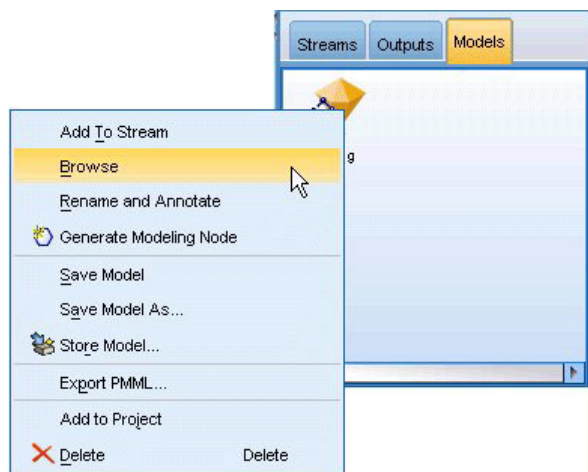 Streams Outputs Models
g
Add To Stream
Browse
Rename and Annotate
Generate Modeling Node
Save Model
Save Model As...
Store Model...
Export PMML...
Add to Project
Delete Delete